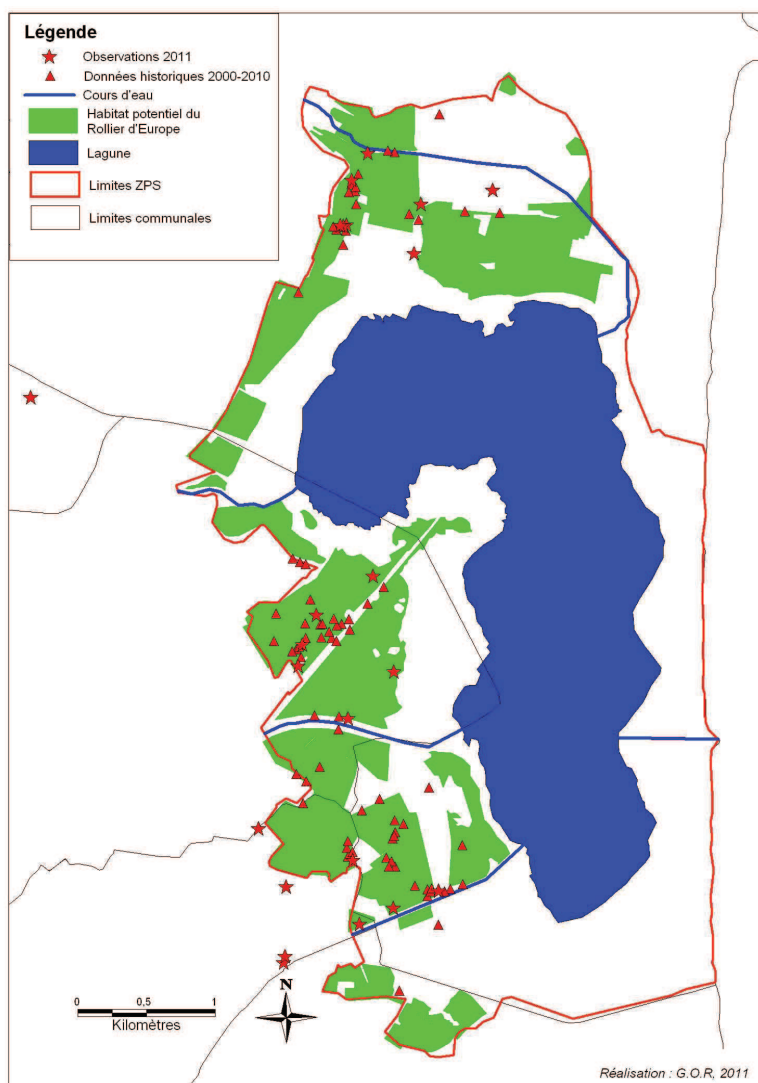 Légende
Observations 2011
Données historiques 2000-2010
Cours d'eau
Habitat potentiel du
Rollier d'Europe
Lagune
Limites ZPS
Limites communales
N
0 0,5 1
Kilomètres
Réalisation : G.O.R, 2011